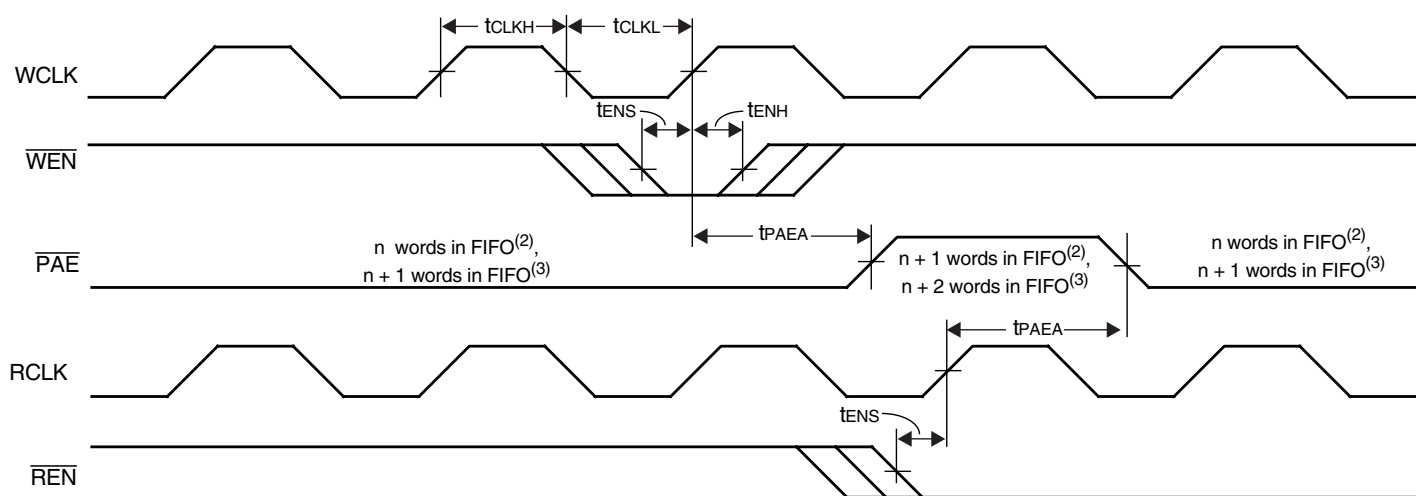 tCLKH tCLKL
WCLK
tENS tENH
WEN
tPAEA
PAE
n words in FIFO(2),
n + 1 words in FIFO(3)
n + 1 words in FIFO(2),
n + 2 words in FIFO(3)
n words in FIFO(2),
n + 1 words in FIFO(3)
tPAEA
RCLK
tENS
REN